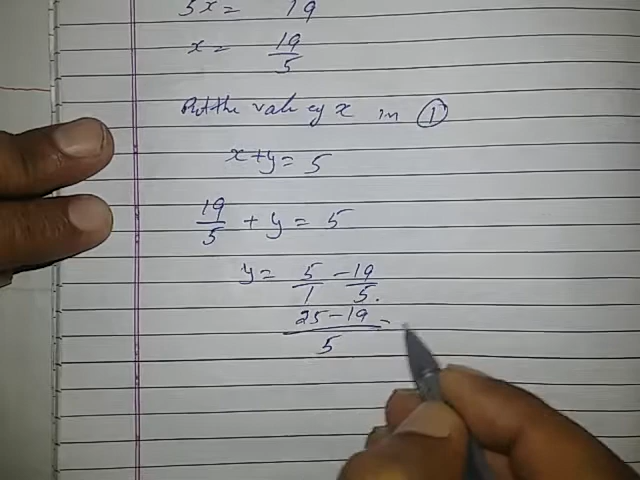 5x = 19
x = 19/5
Put the value of x in ①
x+y = 5
19/5 + y = 5
y = 5/1 - 19/5.
25-19/5 =